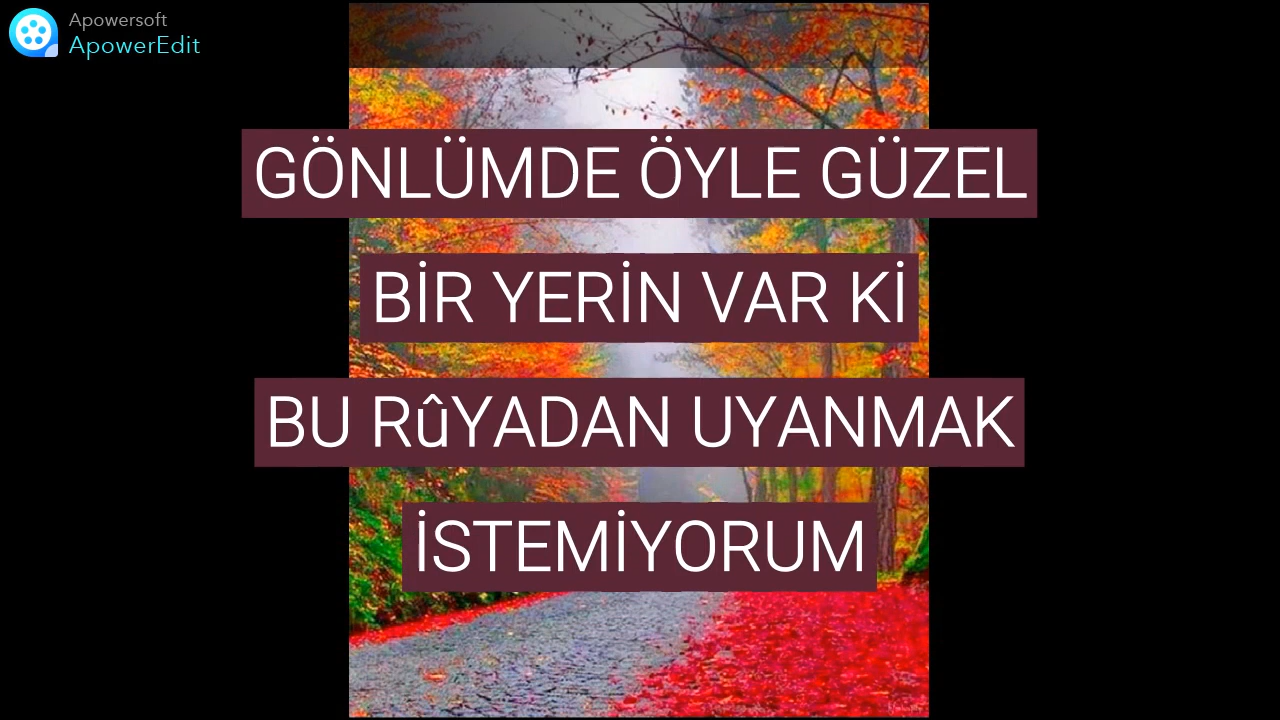 Apowersoft
ApowerEdit
GÖNLÜMDE ÖYLE GÜZEL
BİR YERİN VAR Kİ
BU RûYADAN UYANMAK
İSTEMİYORUM